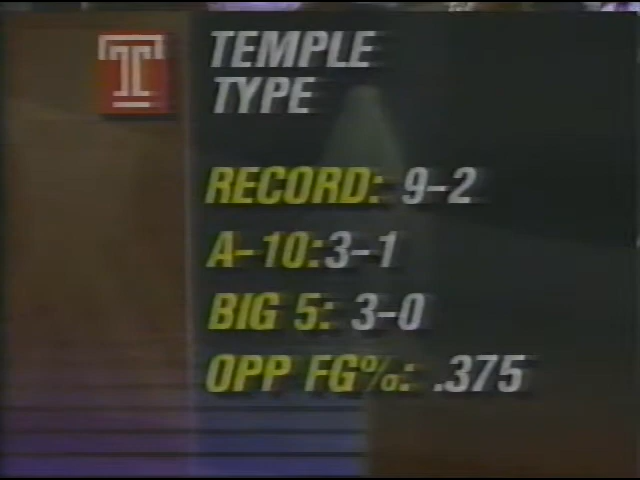 T
TEMPLE
TYPE
RECORD: 9-2
A-10: 3-1
BIG 5: 3-0
OPP FG%: .375